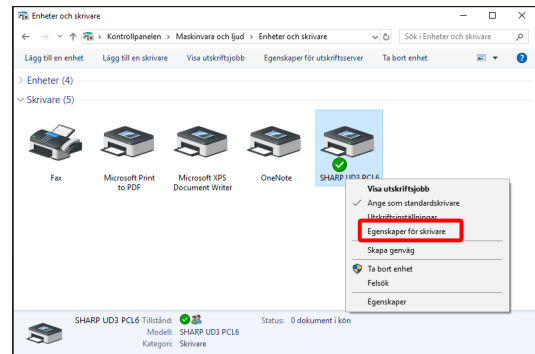 Enheter och skrivare
Kontrollpanelen > Maskinvara och ljud > Enheter och skrivare
Sök i Enheter och skrivare
Lägg till en enhet Lägg till en skrivare Visa utskriftsjobb Egenskaper för utskriftsserver Ta bort enhet
Enheter (4)
Skrivare (5)
Fax
Microsoft Print
to PDF
Microsoft XPS
Document Writer
OneNote
SHARP UD3 PCL6
Visa utskriftsjobb
Ange som standardskrivare
Utskriftsinställningar
Egenskaper för skrivare
Skapa genväg
Ta bort enhet
Felsök
Egenskaper
SHARP UD3 PCL6 Tillstånd: Status: 0 dokument i kön
Modell: SHARP UD3 PCL6
Kategori: Skrivare